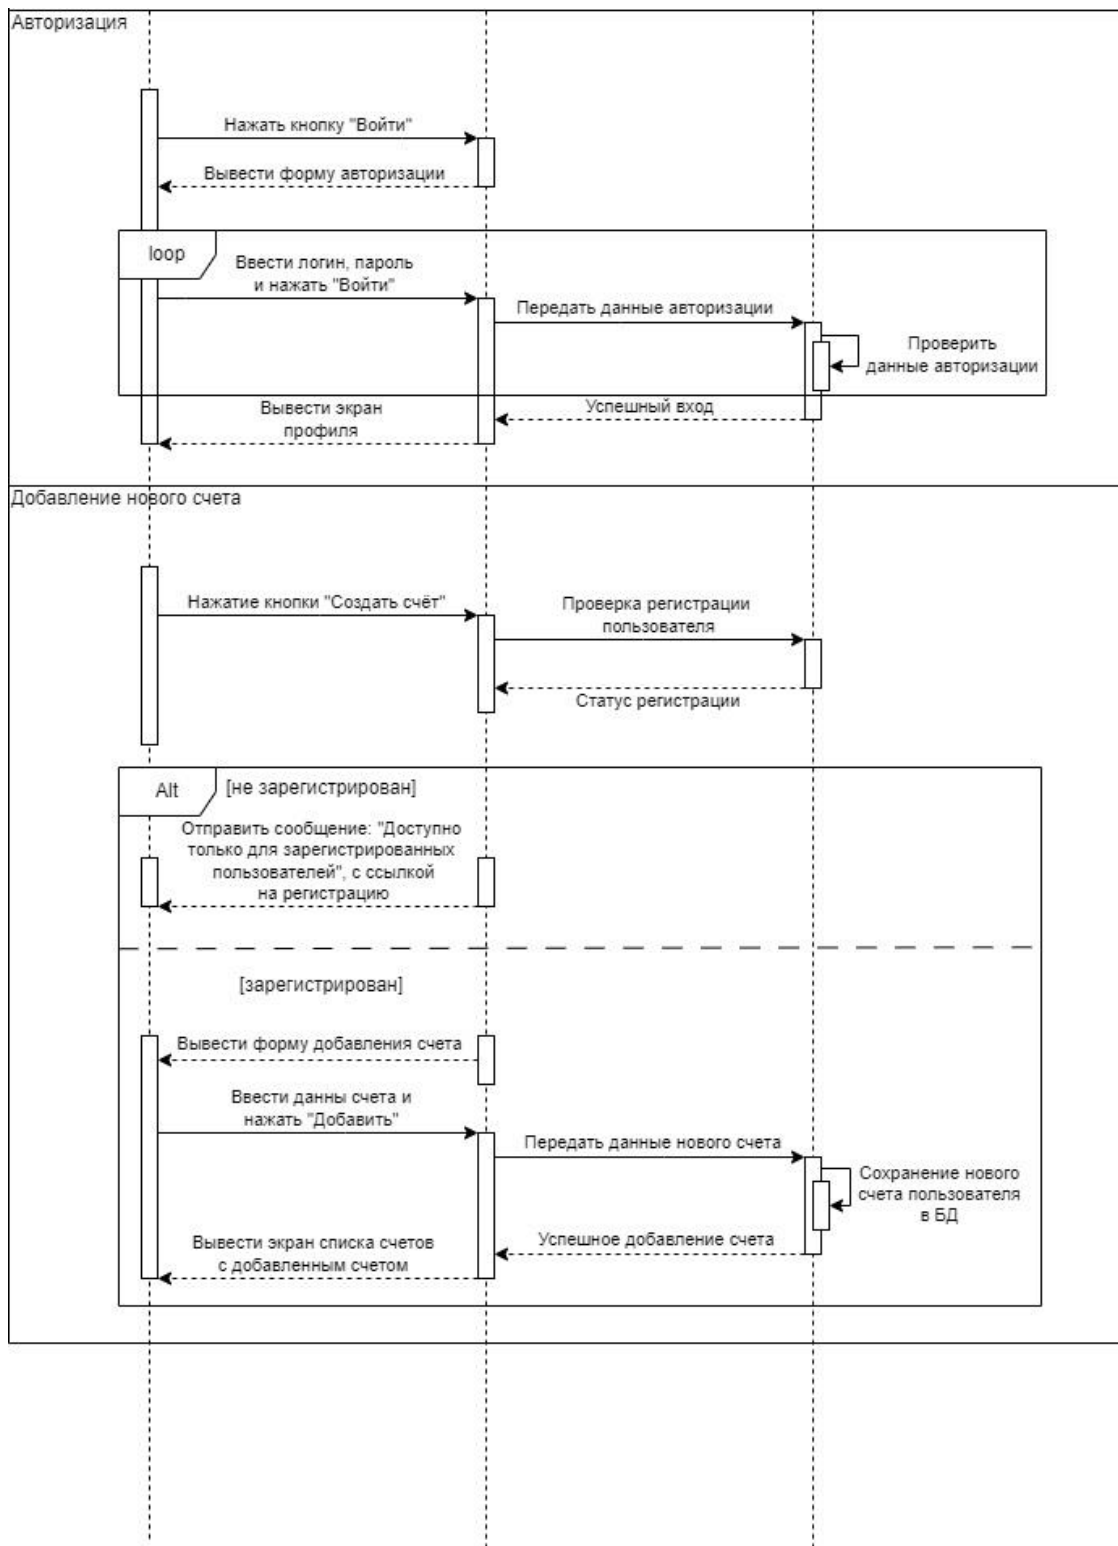 Авторизация
Нажать кнопку "Войти"
Вывести форму авторизации
loop
Ввести логин, пароль
и нажать "Войти"
Передать данные авторизации
Проверить
данные авторизации
Успешный вход
Вывести экран
профиля
Добавление нового счета
Нажатие кнопки "Создать счёт"
Проверка регистрации
пользователя
Статус регистрации
Alt
[не зарегистрирован]
Отправить сообщение: "Доступно
только для зарегистрированных
пользователей", с ссылкой
на регистрацию
[зарегистрирован]
Вывести форму добавления счета
Ввести данны счета и
нажать "Добавить"
Передать данные нового счета
Сохранение нового
счета пользователя
в БД
Успешное добавление счета
Вывести экран списка счетов
с добавленным счетом